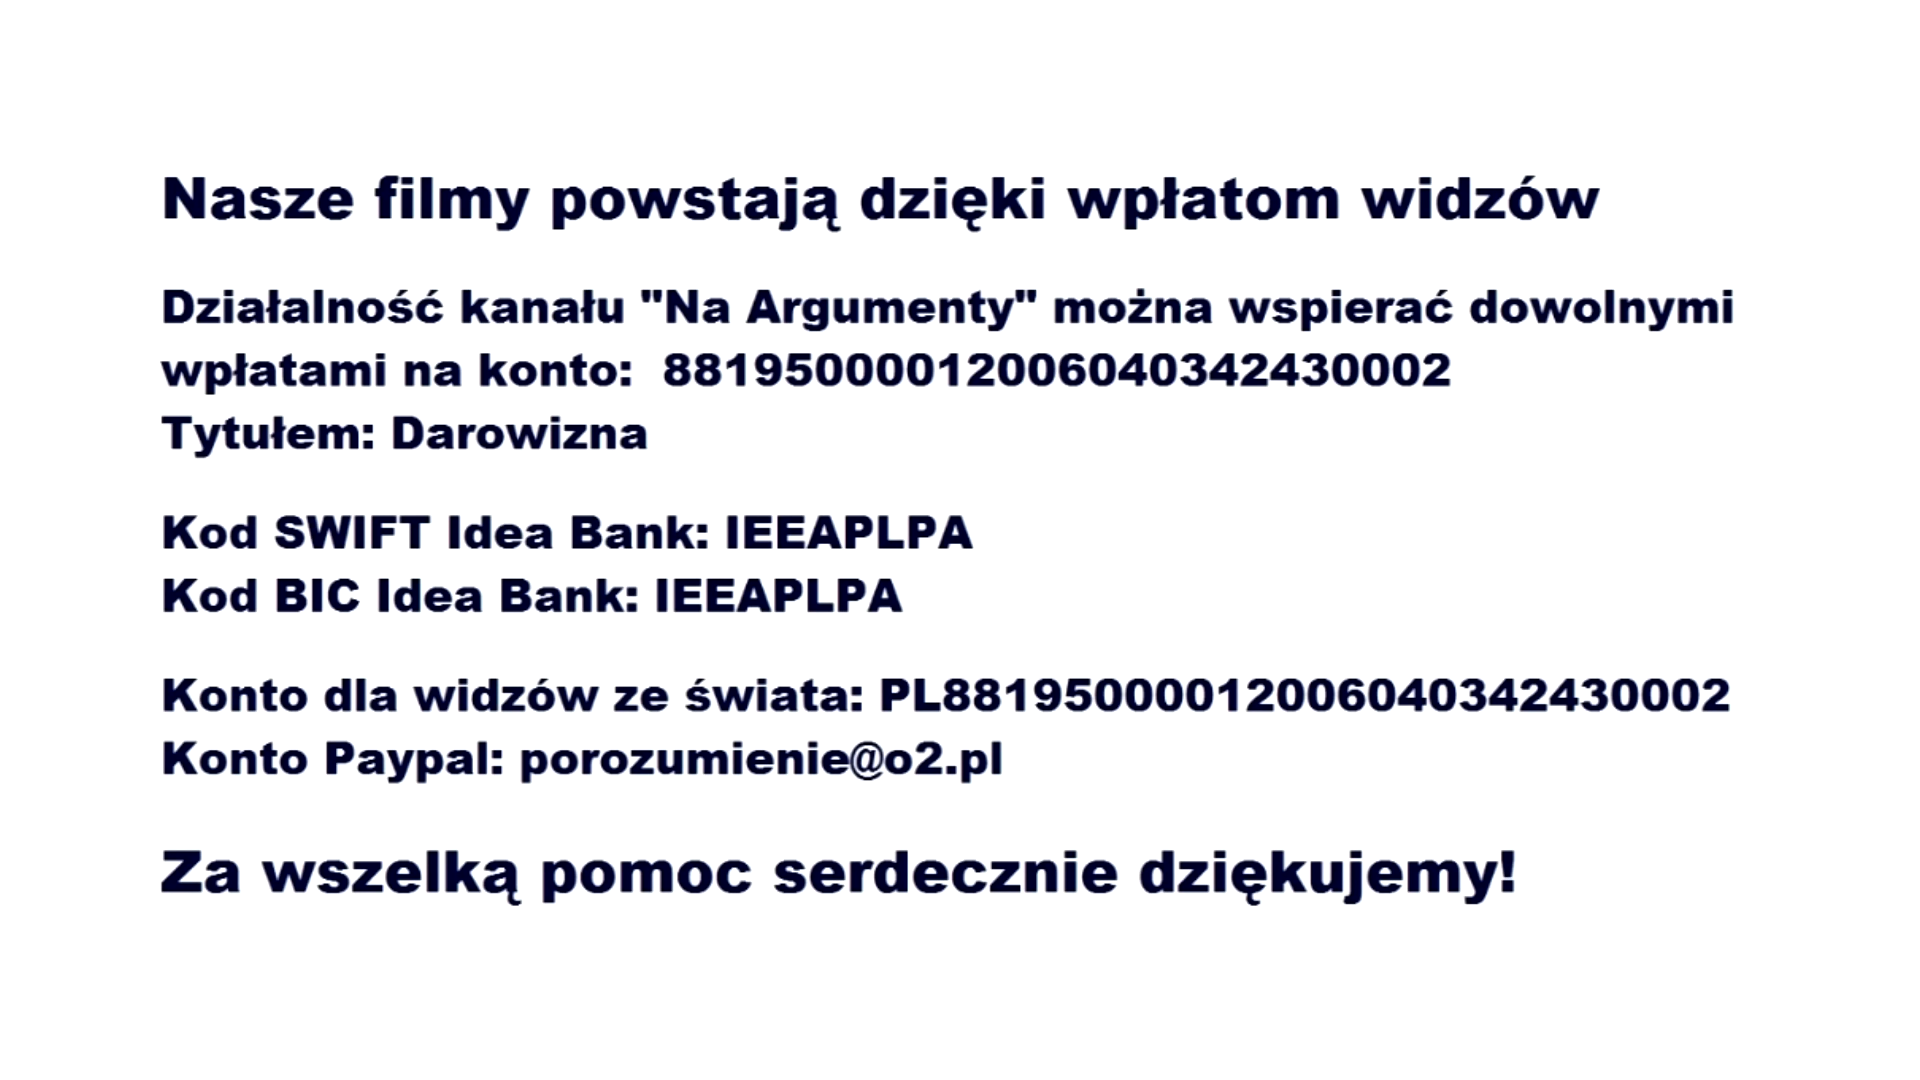 Nasze filmy powstają dzięki wpłatom widzów
Działalność kanału "Na Argumenty" można wspierać dowolnymi
wpłatami na konto:  88195000012006040342430002
Tytułem: Darowizna
Kod SWIFT Idea Bank: IEEAPLPA
Kod BIC Idea Bank: IEEAPLPA
Konto dla widzów ze świata: PL88195000012006040342430002
Konto Paypal: porozumienie@o2.pl
Za wszelką pomoc serdecznie dziękujemy!